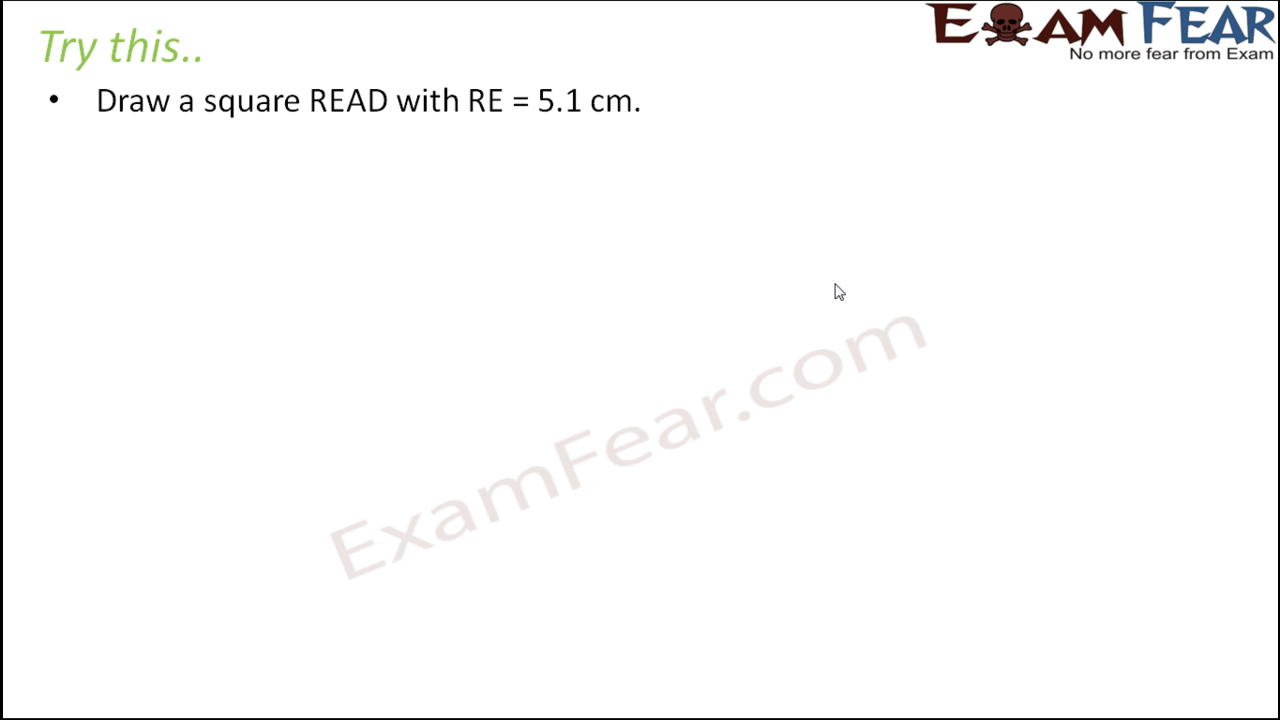 Try this..
EXAM FEAR
No more fear from Exam
• Draw a square READ with RE = 5.1 cm.
ExamFear.com